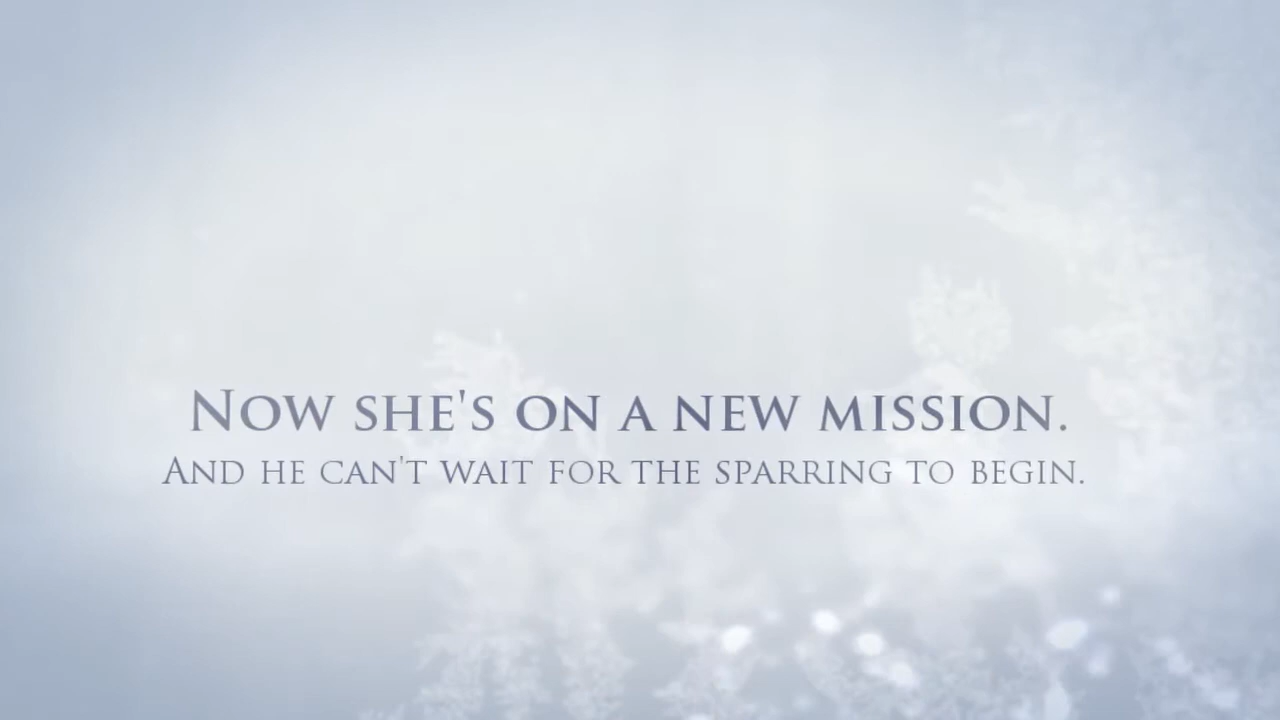 Now she's on a new mission.
And he can't wait for the sparring to begin.